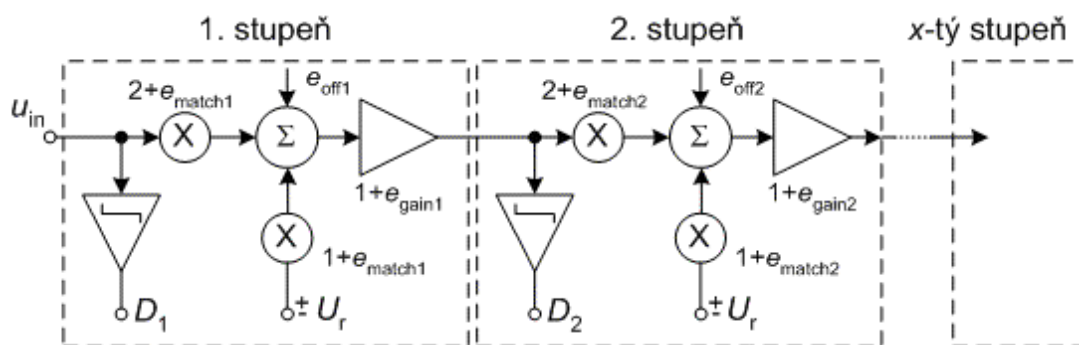 1. stupeň
2. stupeň
x-tý stupeň
u_in
2+e_match1
e_off1
X
Σ
1+e_gain1
X
1+e_match1
D_1
± U_r
2+e_match2
e_off2
X
Σ
1+e_gain2
X
1+e_match2
D_2
± U_r